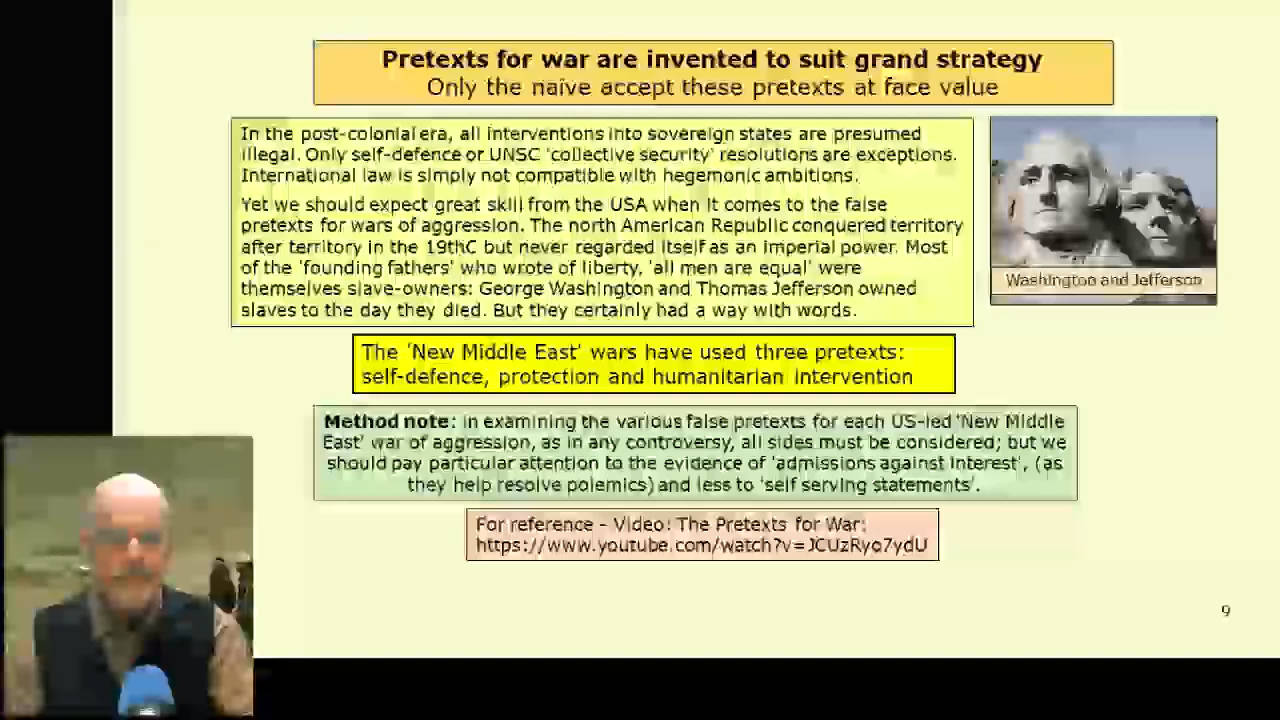 Pretexts for war are invented to suit grand strategy
Only the naïve accept these pretexts at face value
In the post-colonial era, all interventions into sovereign states are presumed
illegal. Only self-defence or UNSC 'collective security' resolutions are exceptions.
International law is simply not compatible with hegemonic ambitions.
Yet we should expect great skill from the USA when it comes to the false
pretexts for wars of aggression. The north American Republic conquered territory
after territory in the 19thC but never regarded itself as an imperial power. Most
of the 'founding fathers' who wrote of liberty, 'all men are equal' were
themselves slave-owners: George Washington and Thomas Jefferson owned
slaves to the day they died. But they certainly had a way with words.
Washington and Jefferson
The 'New Middle East' wars have used three pretexts:
self-defence, protection and humanitarian intervention
Method note: in examining the various false pretexts for each US-led 'New Middle
East' war of aggression, as in any controversy, all sides must be considered; but we
should pay particular attention to the evidence of 'admissions against interest', (as
they help resolve polemics) and less to 'self serving statements'.
For reference - Video: The Pretexts for War:
https://www.youtube.com/watch?v=JCUzRyo7ydU
9